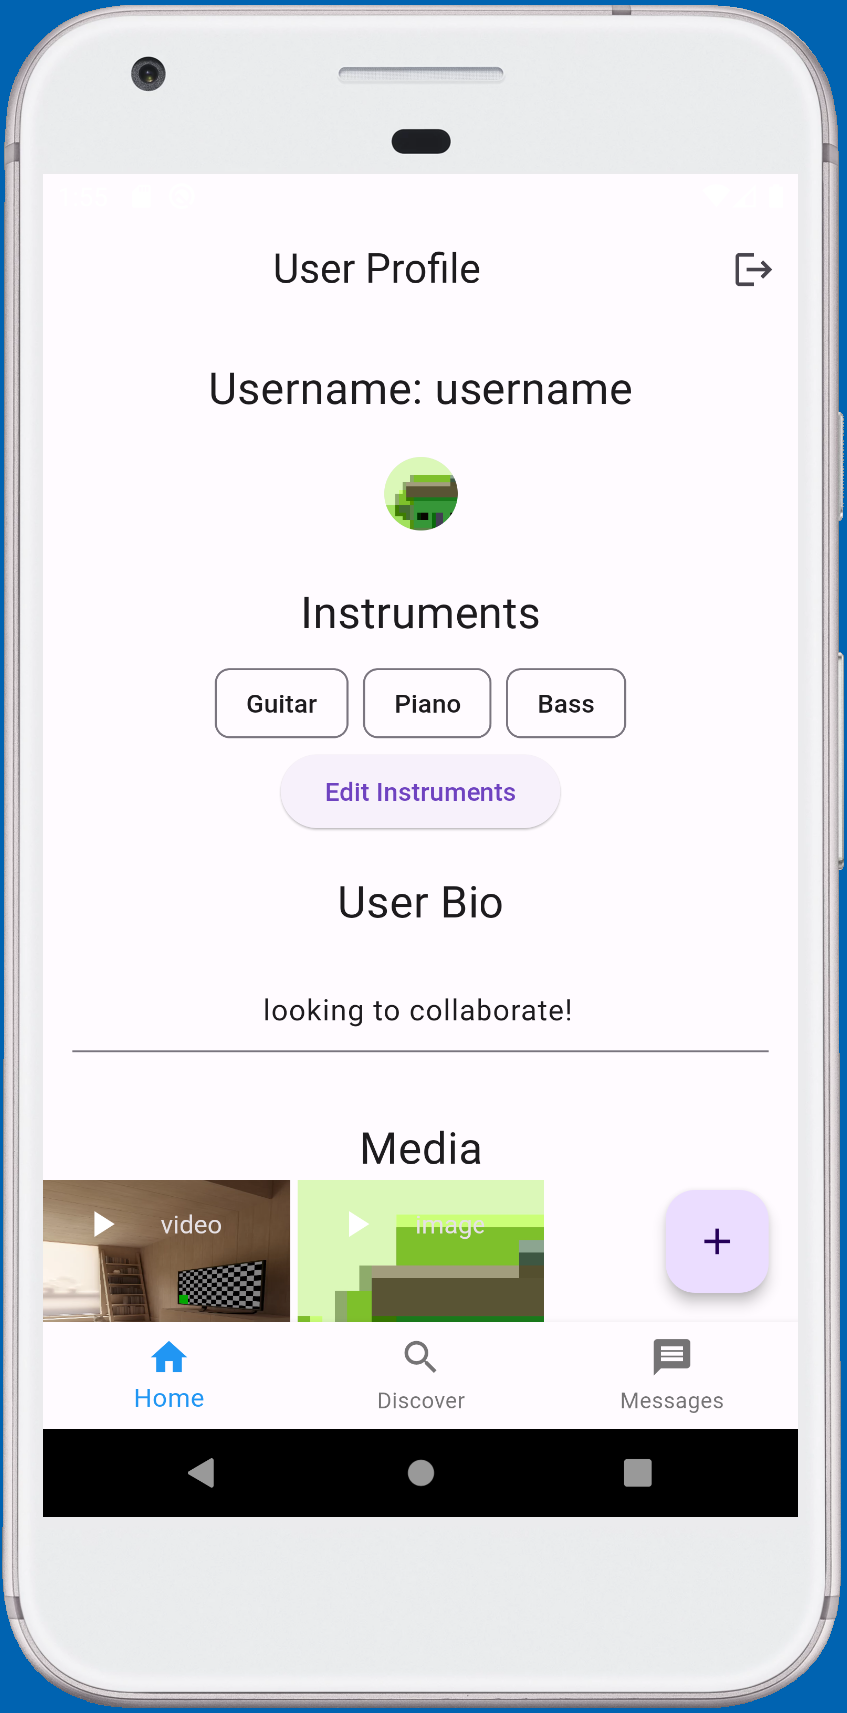 User Profile
Username: username
Instruments
Guitar Piano Bass
Edit Instruments
User Bio
looking to collaborate!
Media
video image
Home Discover Messages